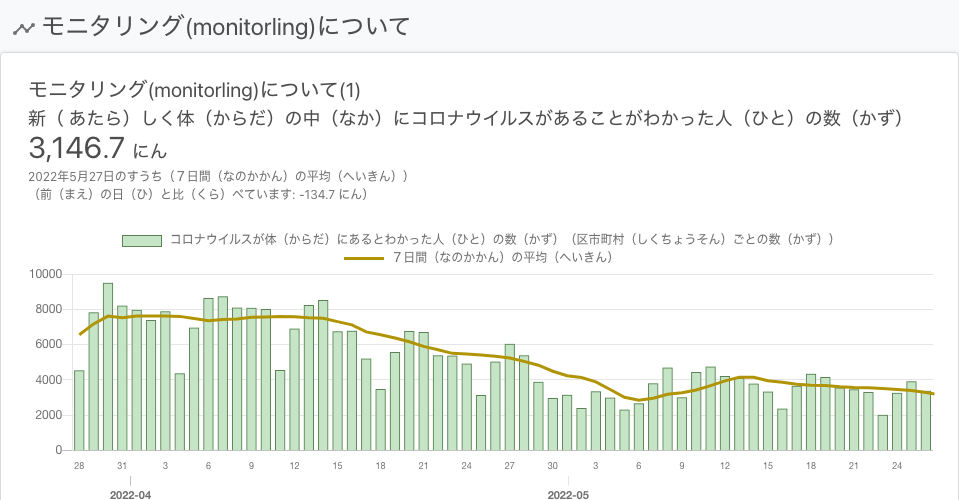 モニタリング(monitorling)について
モニタリング(monitorling)について(1)
新（ あたら）しく体（からだ）の中（なか）にコロナウイルスがあることがわかった人（ひと）の数（かず）
3,146.7 にん
2022年5月27日のすうち（７日間（なのかかん）の平均（へいきん））
（前（まえ）の日（ひ）と比（くら）べています: -134.7 にん）
コロナウイルスが体（からだ）にあるとわかった人（ひと）の数（かず）（区市町村（しくちょうそん）ごとの数（かず））
７日間（なのかかん）の平均（へいきん）
10000
8000
6000
4000
2000
0
28 31 3 6 9 12 15 18 21 24 27 30 3 6 9 12 15 18 21 24
2022-04 2022-05